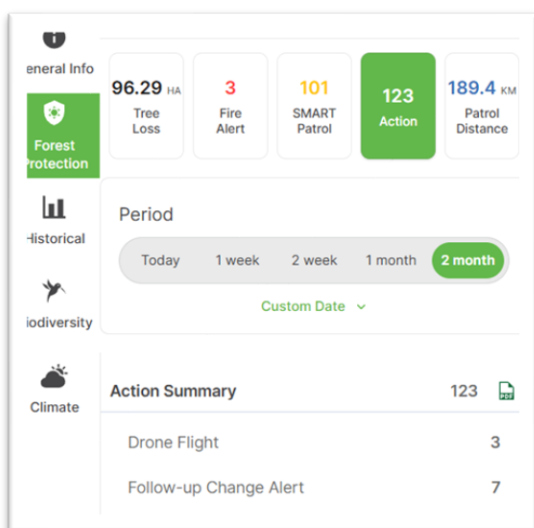 eneral Info
Forest
Protection
Historical
iodiversity
Climate
96.29 HA
Tree
Loss
3
Fire
Alert
101
SMART
Patrol
123
Action
189.4 KM
Patrol
Distance
Period
Today 1 week 2 week 1 month 2 month
Custom Date
Action Summary 123 PDF
Drone Flight 3
Follow-up Change Alert 7